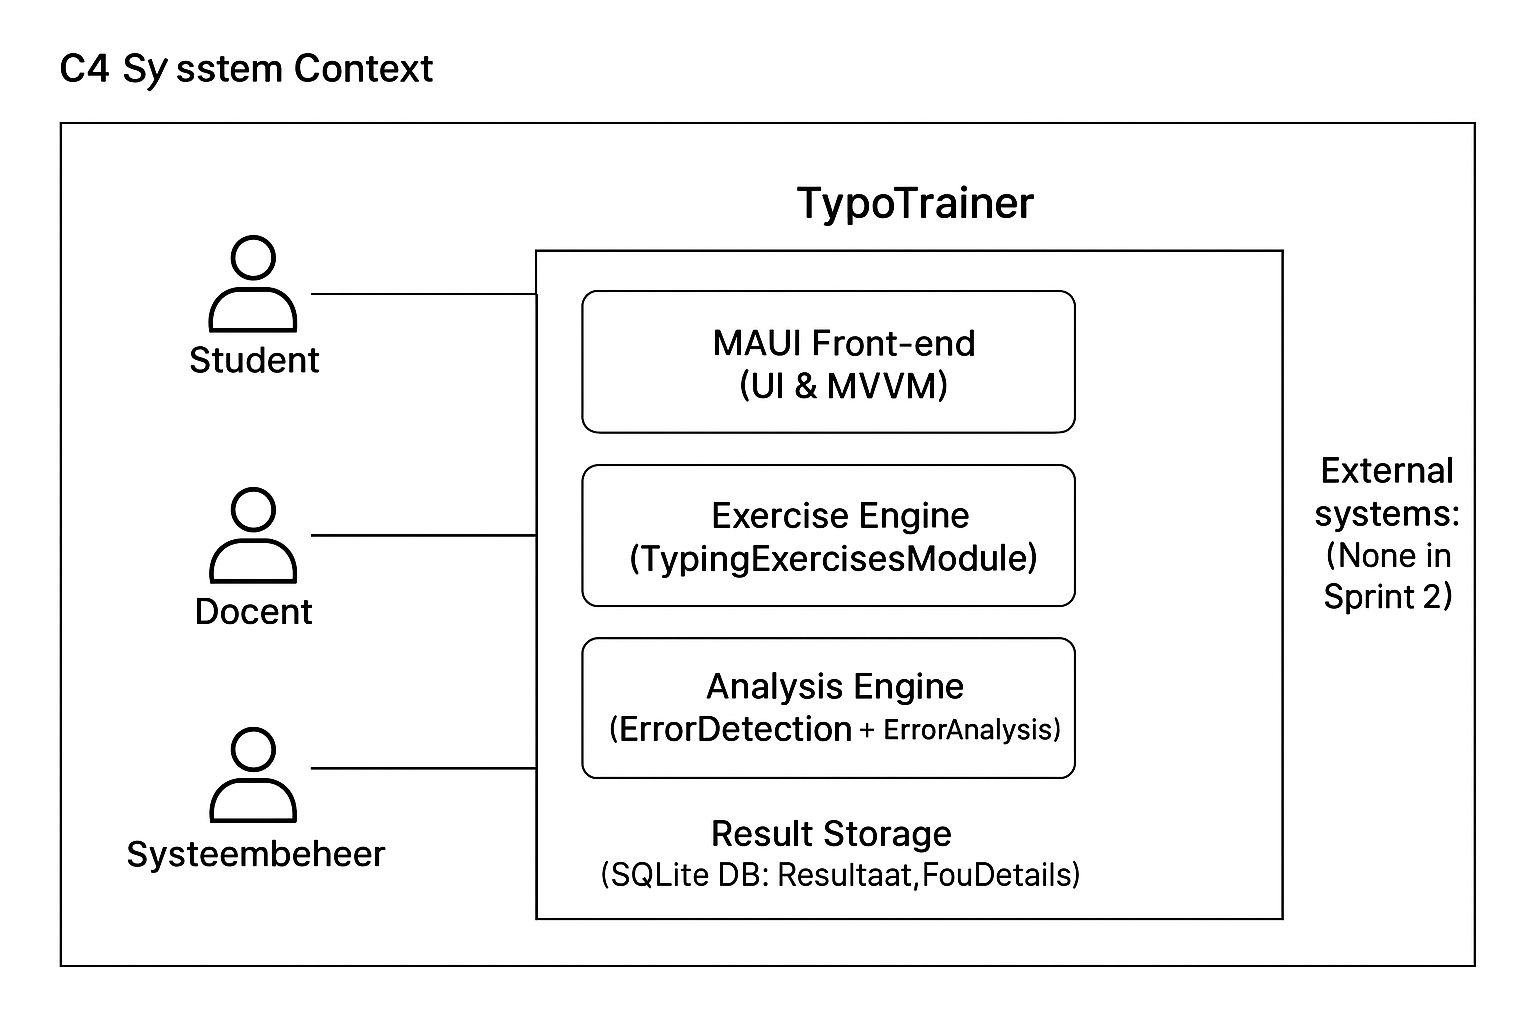 C4 Sy sstem Context
TypoTrainer
Student
MAUI Front-end
(UI & MVVM)
Docent
Exercise Engine
(TypingExercisesModule)
External
systems:
(None in
Sprint 2)
Analysis Engine
(ErrorDetection + ErrorAnalysis)
Systeembeheer
Result Storage
(SQLite DB: Resultaat,FouDetails)